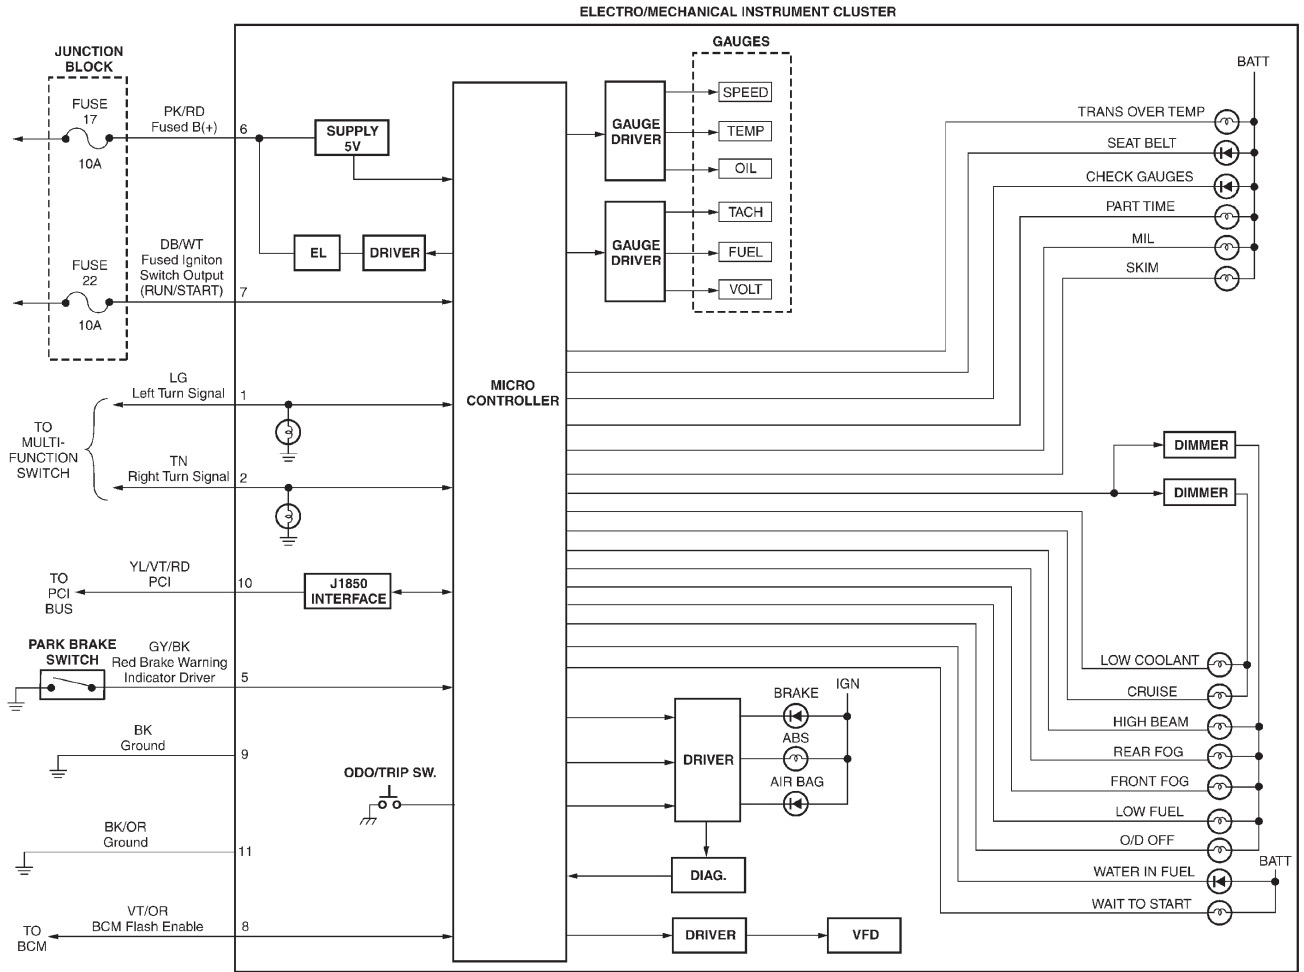 ELECTRO/MECHANICAL INSTRUMENT CLUSTER
JUNCTION
BLOCK
FUSE
17
10A
PK/RD
Fused B(+)
6
SUPPLY
5V
EL
DRIVER
DB/WT
Fused Igniton
Switch Output
(RUN/START)
7
FUSE
22
10A
LG
Left Turn Signal
1
TO
MULTI-
FUNCTION
SWITCH
TN
Right Turn Signal
2
TO
PCI
BUS
YL/VT/RD
PCI
10
J1850
INTERFACE
PARK BRAKE
SWITCH
GY/BK
Red Brake Warning
Indicator Driver
5
BK
Ground
9
ODO/TRIP SW.
BK/OR
Ground
11
TO
BCM
VT/OR
BCM Flash Enable
8
MICRO
CONTROLLER
GAUGES
GAUGE
DRIVER
SPEED
TEMP
OIL
GAUGE
DRIVER
TACH
FUEL
VOLT
BATT
TRANS OVER TEMP
SEAT BELT
CHECK GAUGES
PART TIME
MIL
SKIM
DIMMER
DIMMER
LOW COOLANT
CRUISE
HIGH BEAM
REAR FOG
FRONT FOG
LOW FUEL
O/D OFF
BATT
WATER IN FUEL
WAIT TO START
IGN
BRAKE
ABS
AIR BAG
DRIVER
DIAG.
DRIVER
VFD